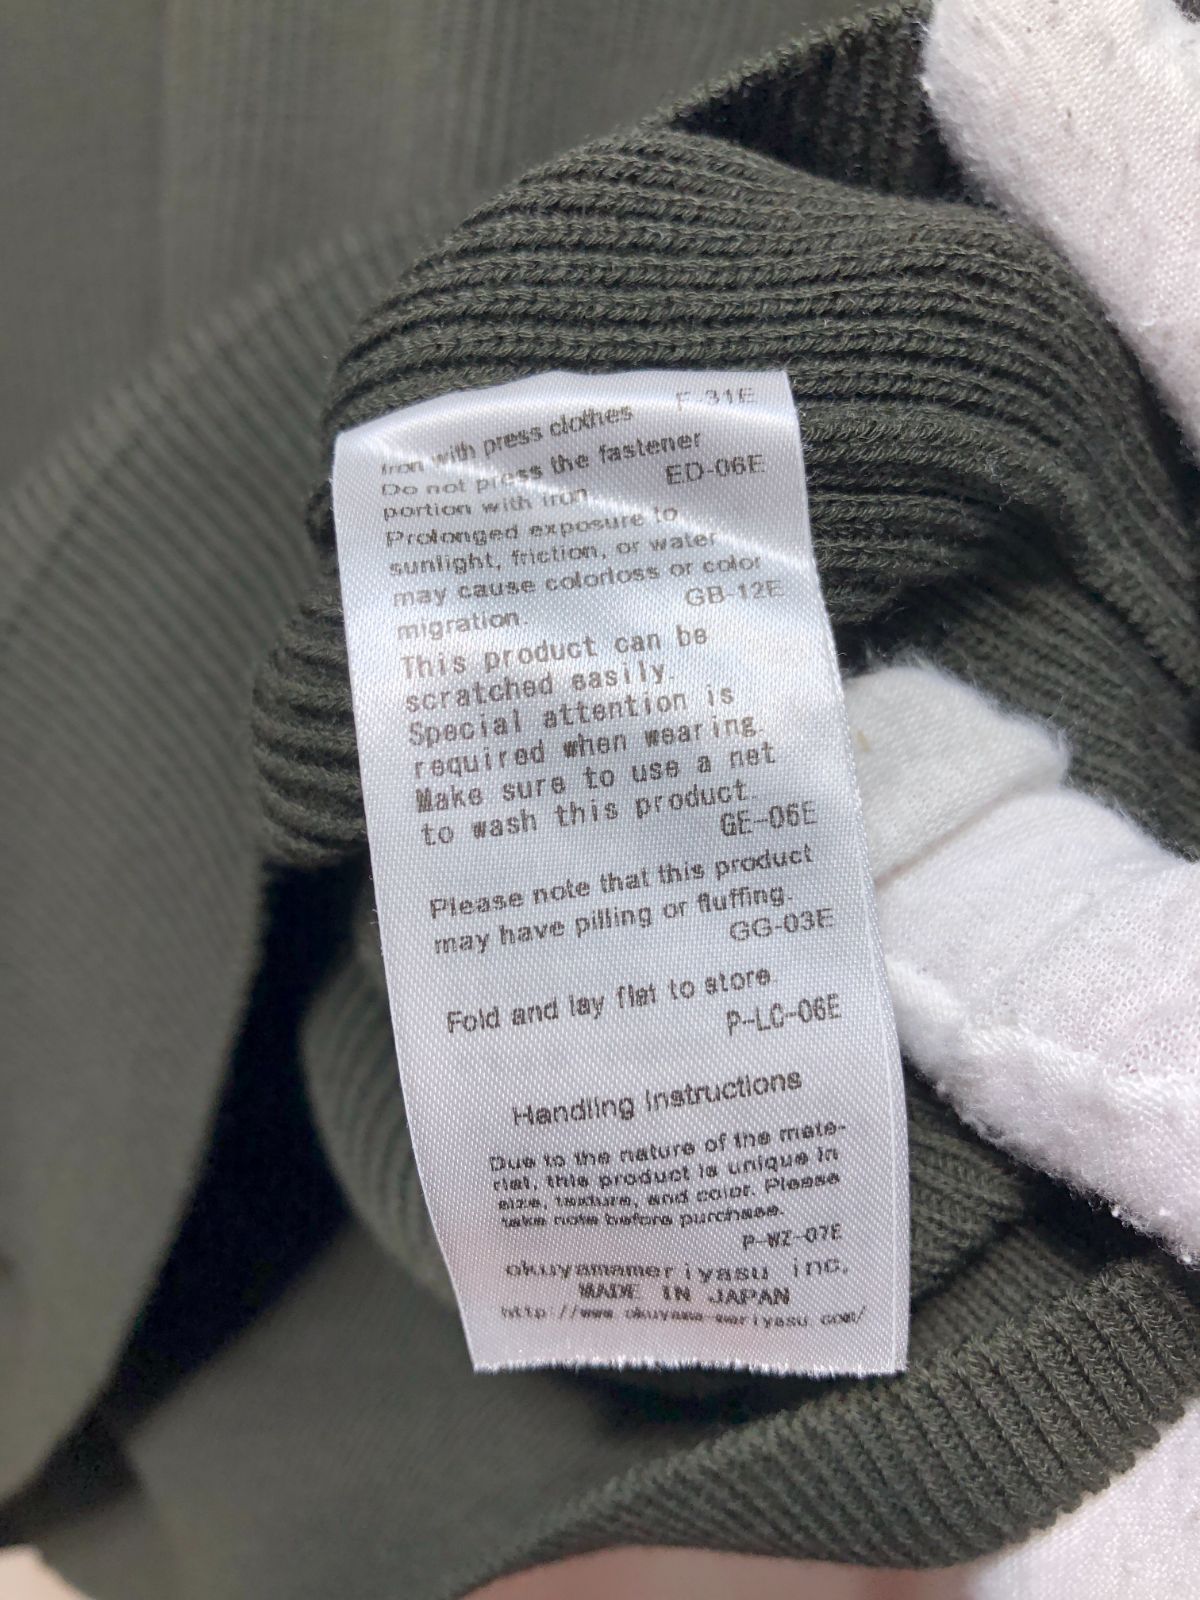 Iron with press clothes
F-31E
Do not press the fastener
portion with iron
ED-06E
Prolonged exposure to
sunlight, friction, or water
may cause colorloss or color
migration.
GB-12E
This product can be
scratched easily.
Special attention is
required when wearing.
Make sure to use a net
to wash this product.
GE-06E
Please note that this product
may have pilling or fluffing.
GG-03E
Fold and lay flat to store.
P-LC-06E
Handling Instructions
Due to the nature of the mate-
rial, this product is unique in
size, texture, and color. Please
take note before purchase.
P-WZ-07E
okuyamameriyasu inc.
MADE IN JAPAN
http://www.okuyama-meriyasu.com/